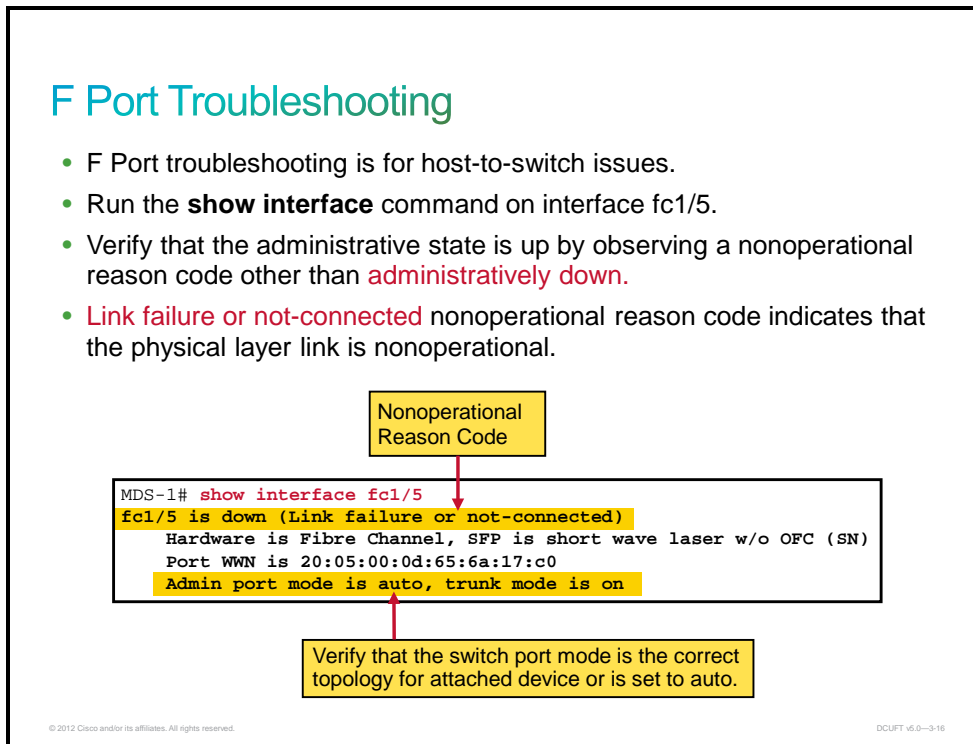 F Port Troubleshooting
• F Port troubleshooting is for host-to-switch issues.
• Run the show interface command on interface fc1/5.
• Verify that the administrative state is up by observing a nonoperational
reason code other than administratively down.
• Link failure or not-connected nonoperational reason code indicates that
the physical layer link is nonoperational.
Nonoperational
Reason Code
MDS-1# show interface fc1/5
fc1/5 is down (Link failure or not-connected)
Hardware is Fibre Channel, SFP is short wave laser w/o OFC (SN)
Port WWN is 20:05:00:0d:65:6a:17:c0
Admin port mode is auto, trunk mode is on
Verify that the switch port mode is the correct
topology for attached device or is set to auto.
© 2012 Cisco and/or its affiliates. All rights reserved.
DCUFT v5.0—3-16